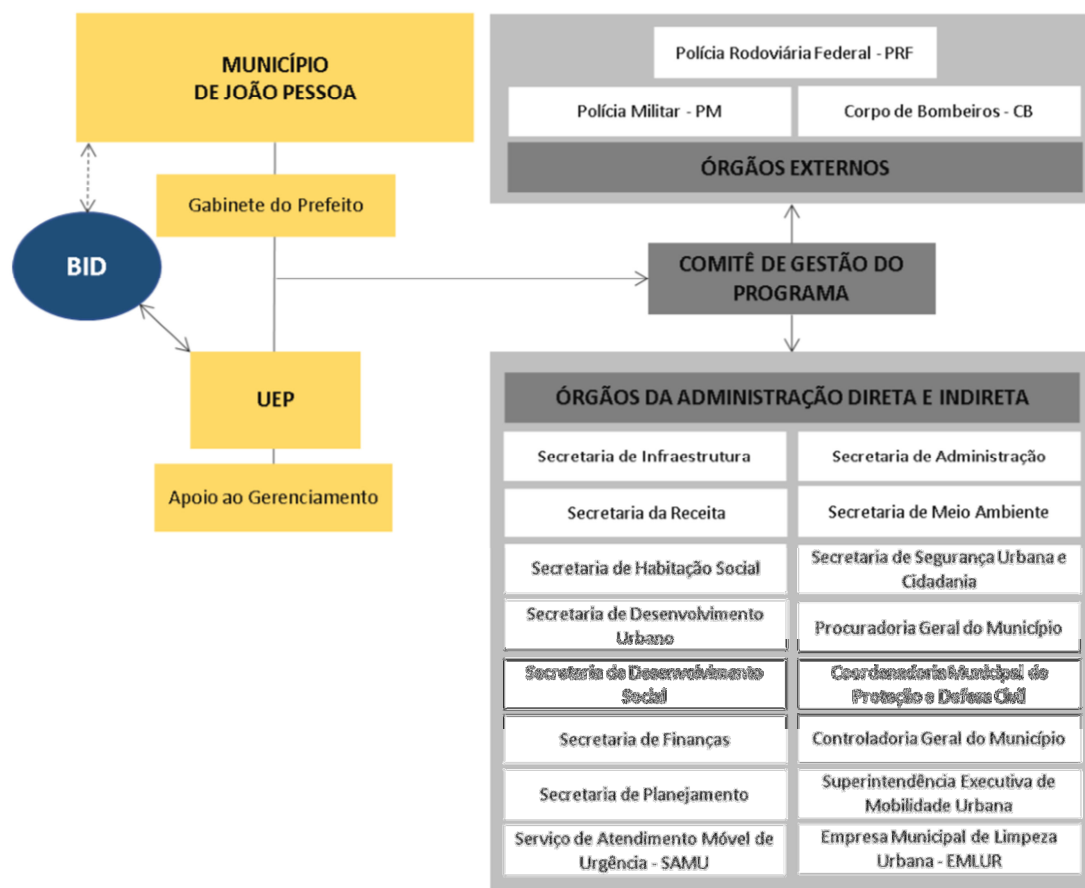 MUNICÍPIO
DE JOÃO PESSOA
Gabinete do Prefeito
BID
UEP
Apoio ao Gerenciamento
Polícia Rodoviária Federal - PRF
Polícia Militar - PM
Corpo de Bombeiros - CB
ÓRGÃOS EXTERNOS
COMITÊ DE GESTÃO DO
PROGRAMA
ÓRGÃOS DA ADMINISTRAÇÃO DIRETA E INDIRETA
Secretaria de Infraestrutura
Secretaria de Administração
Secretaria da Receita
Secretaria de Meio Ambiente
Secretaria de Habitação Social
Secretaria de Segurança Urbana e
Cidadania
Secretaria de Desenvolvimento
Urbano
Procuradoria Geral do Município
Secretaria de Desenvolvimento
Social
Coordenadoria Municipal de
Proteção e Defesa Civil
Secretaria de Finanças
Controladoria Geral do Município
Secretaria de Planejamento
Superintendência Executiva de
Mobilidade Urbana
Serviço de Atendimento Móvel de
Urgência - SAMU
Empresa Municipal de Limpeza
Urbana - EMLUR